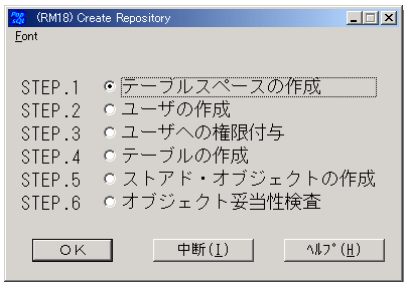 Pop sql (RM18) Create Repository
Font
STEP.1 テーブルスペースの作成
STEP.2 ユーザの作成
STEP.3 ユーザへの権限付与
STEP.4 テーブルの作成
STEP.5 ストアド・オブジェクトの作成
STEP.6 オブジェクト妥当性検査
OK 中断(I) ﾍﾙﾌﾟ(H)